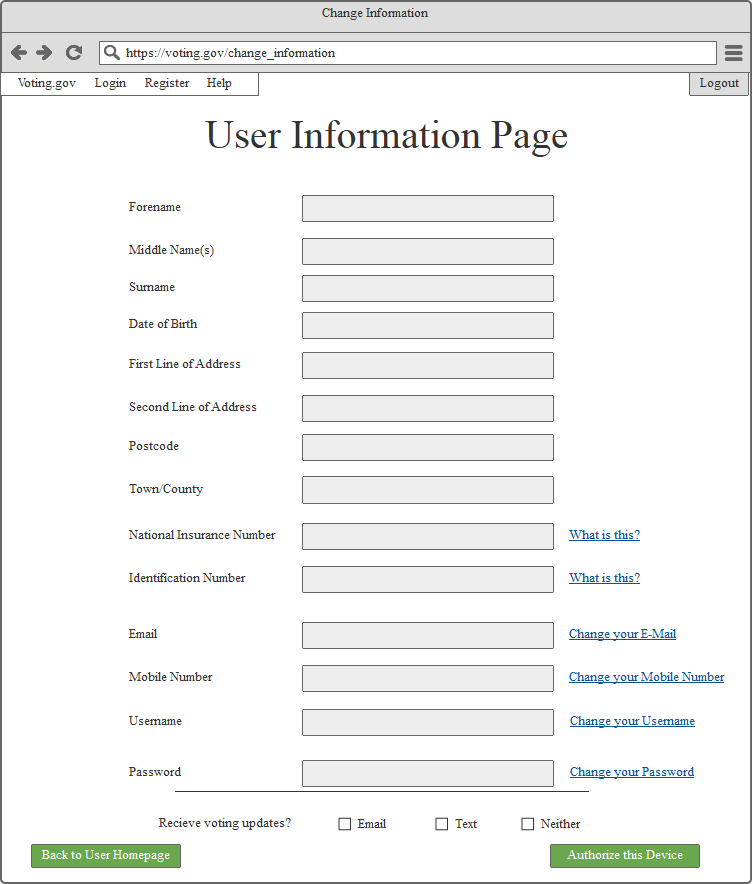 Change Information
https://voting.gov/change_information
Voting.gov Login Register Help Logout
User Information Page
Forename
Middle Name(s)
Surname
Date of Birth
First Line of Address
Second Line of Address
Postcode
Town/County
National Insurance Number What is this?
Identification Number What is this?
Email Change your E-Mail
Mobile Number Change your Mobile Number
Username Change your Username
Password Change your Password
Recieve voting updates? Email Text Neither
Back to User Homepage Authorize this Device